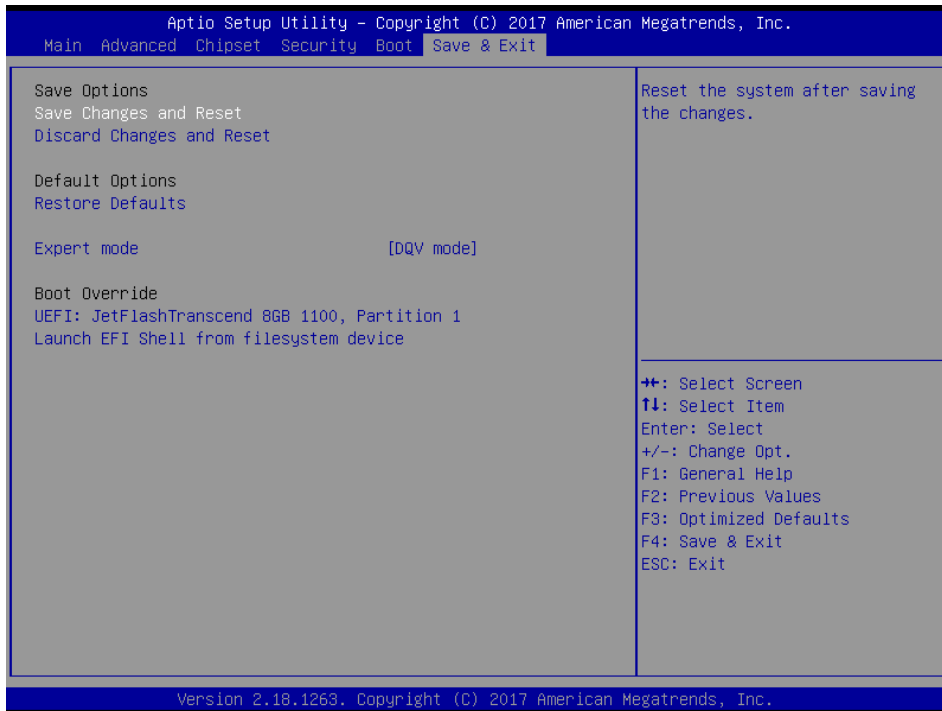 Aptio Setup Utility – Copyright (C) 2017 American Megatrends, Inc.
Main Advanced Chipset Security Boot Save & Exit
Save Options
Save Changes and Reset
Discard Changes and Reset
Default Options
Restore Defaults
Expert mode [DQV mode]
Boot Override
UEFI: JetFlashTranscend 8GB 1100, Partition 1
Launch EFI Shell from filesystem device
Reset the system after saving
the changes.
→←: Select Screen
↑↓: Select Item
Enter: Select
+/-: Change Opt.
F1: General Help
F2: Previous Values
F3: Optimized Defaults
F4: Save & Exit
ESC: Exit
Version 2.18.1263. Copyright (C) 2017 American Megatrends, Inc.